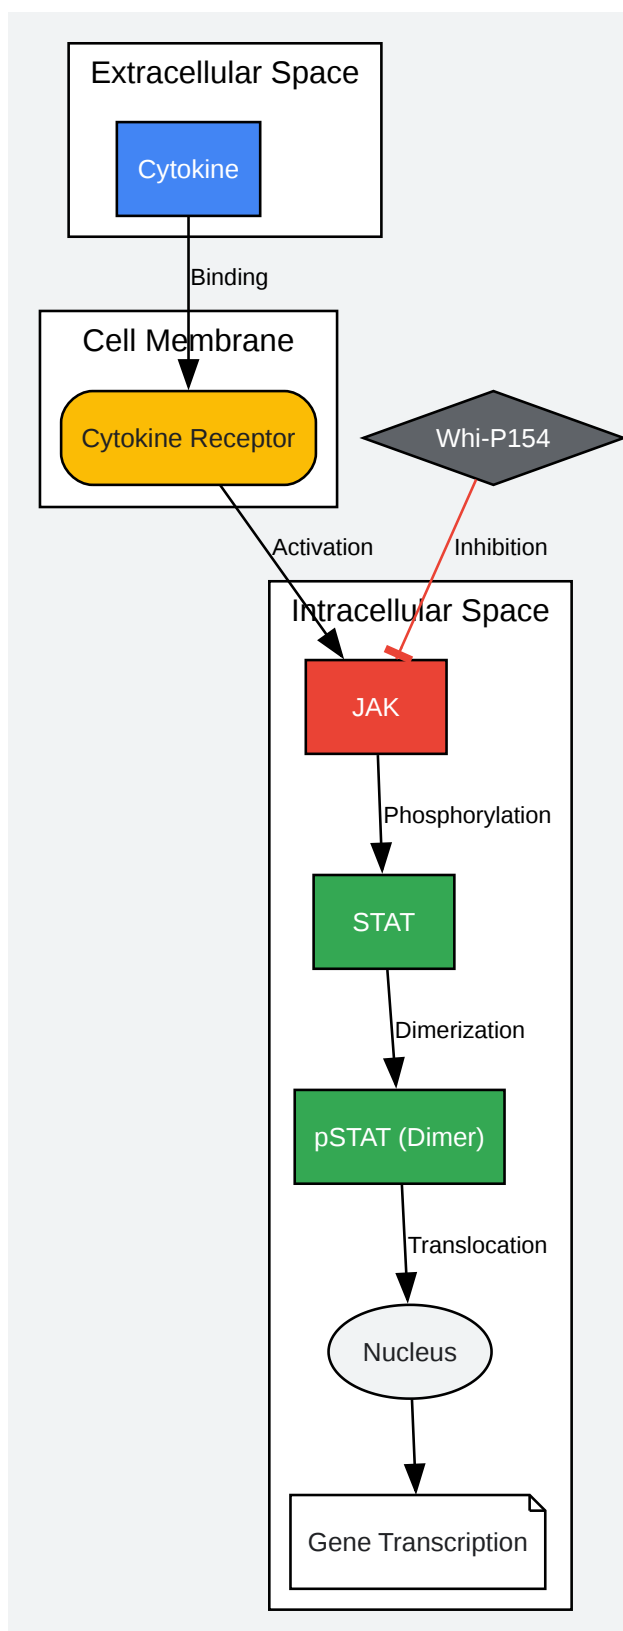 Extracellular Space
Cytokine
Binding
Cell Membrane
Cytokine Receptor
Whi-P154
Activation
Inhibition
Intracellular Space
JAK
Phosphorylation
STAT
Dimerization
pSTAT (Dimer)
Translocation
Nucleus
Gene Transcription